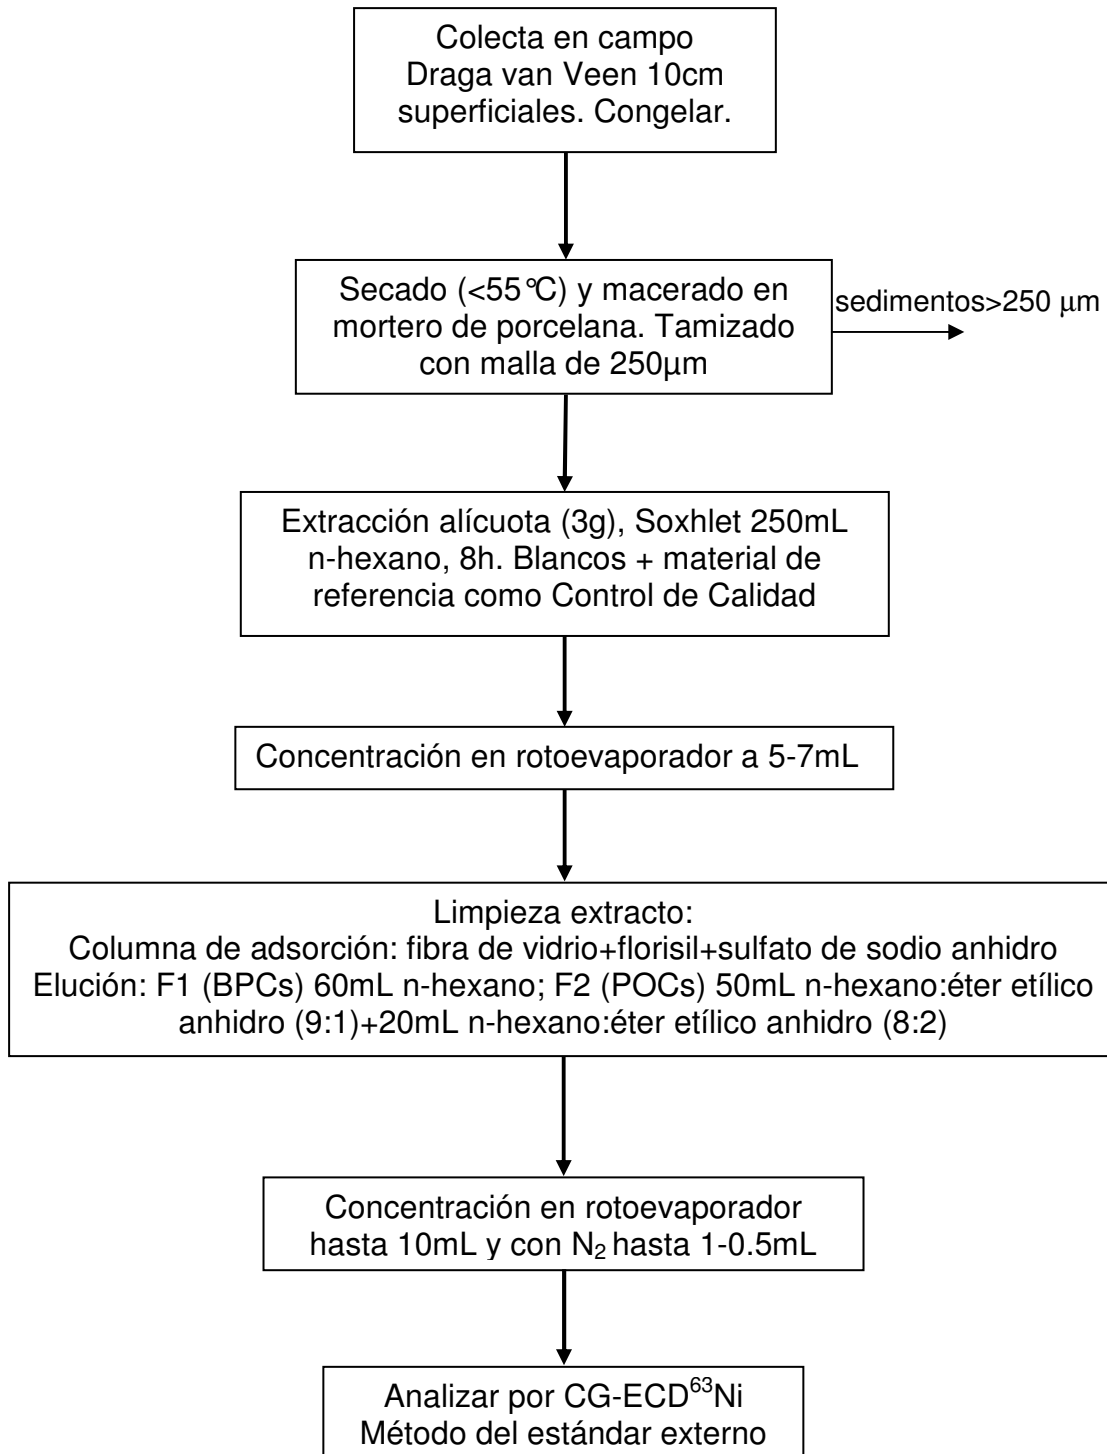 Colecta en campo
Draga van Veen 10cm
superficiales. Congelar.
Secado (<55°C) y macerado en
mortero de porcelana. Tamizado
con malla de 250µm
sedimentos>250 µm
Extracción alícuota (3g), Soxhlet 250mL
n-hexano, 8h. Blancos + material de
referencia como Control de Calidad
Concentración en rotoevaporador a 5-7mL
Limpieza extracto:
Columna de adsorción: fibra de vidrio+florisil+sulfato de sodio anhidro
Elución: F1 (BPCs) 60mL n-hexano; F2 (POCs) 50mL n-hexano:éter etílico
anhidro (9:1)+20mL n-hexano:éter etílico anhidro (8:2)
Concentración en rotoevaporador
hasta 10mL y con N₂ hasta 1-0.5mL
Analizar por CG-ECD⁶³Ni
Método del estándar externo